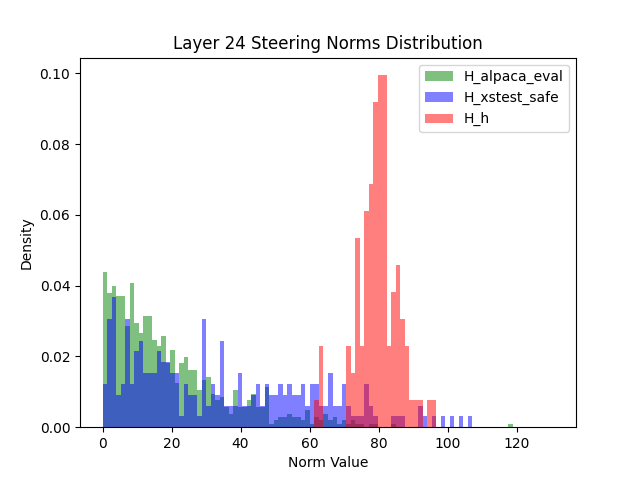 Layer 24 Steering Norms Distribution
H_alpaca_eval
H_xstest_safe
H_h
0.10
0.08
0.06
0.04
0.02
0.00
Density
0 20 40 60 80 100 120
Norm Value